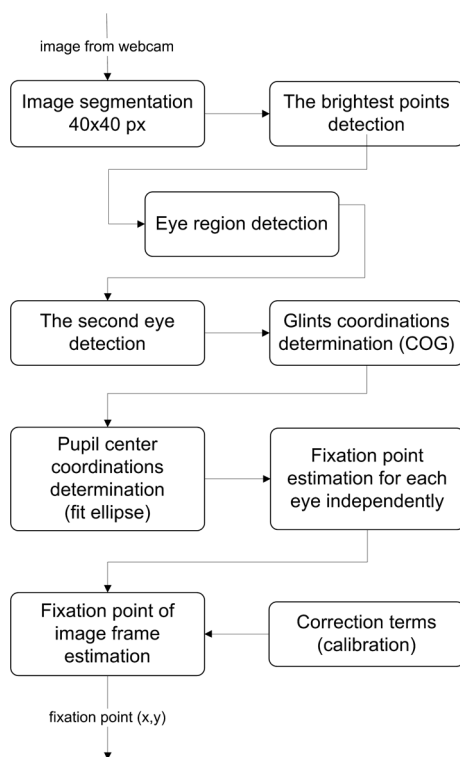 image from webcam
Image segmentation
40x40 px
The brightest points
detection
Eye region detection
The second eye
detection
Glints coordinations
determination (COG)
Pupil center
coordinations
determination
(fit ellipse)
Fixation point
estimation for each
eye independently
Fixation point of
image frame
estimation
Correction terms
(calibration)
fixation point (x,y)